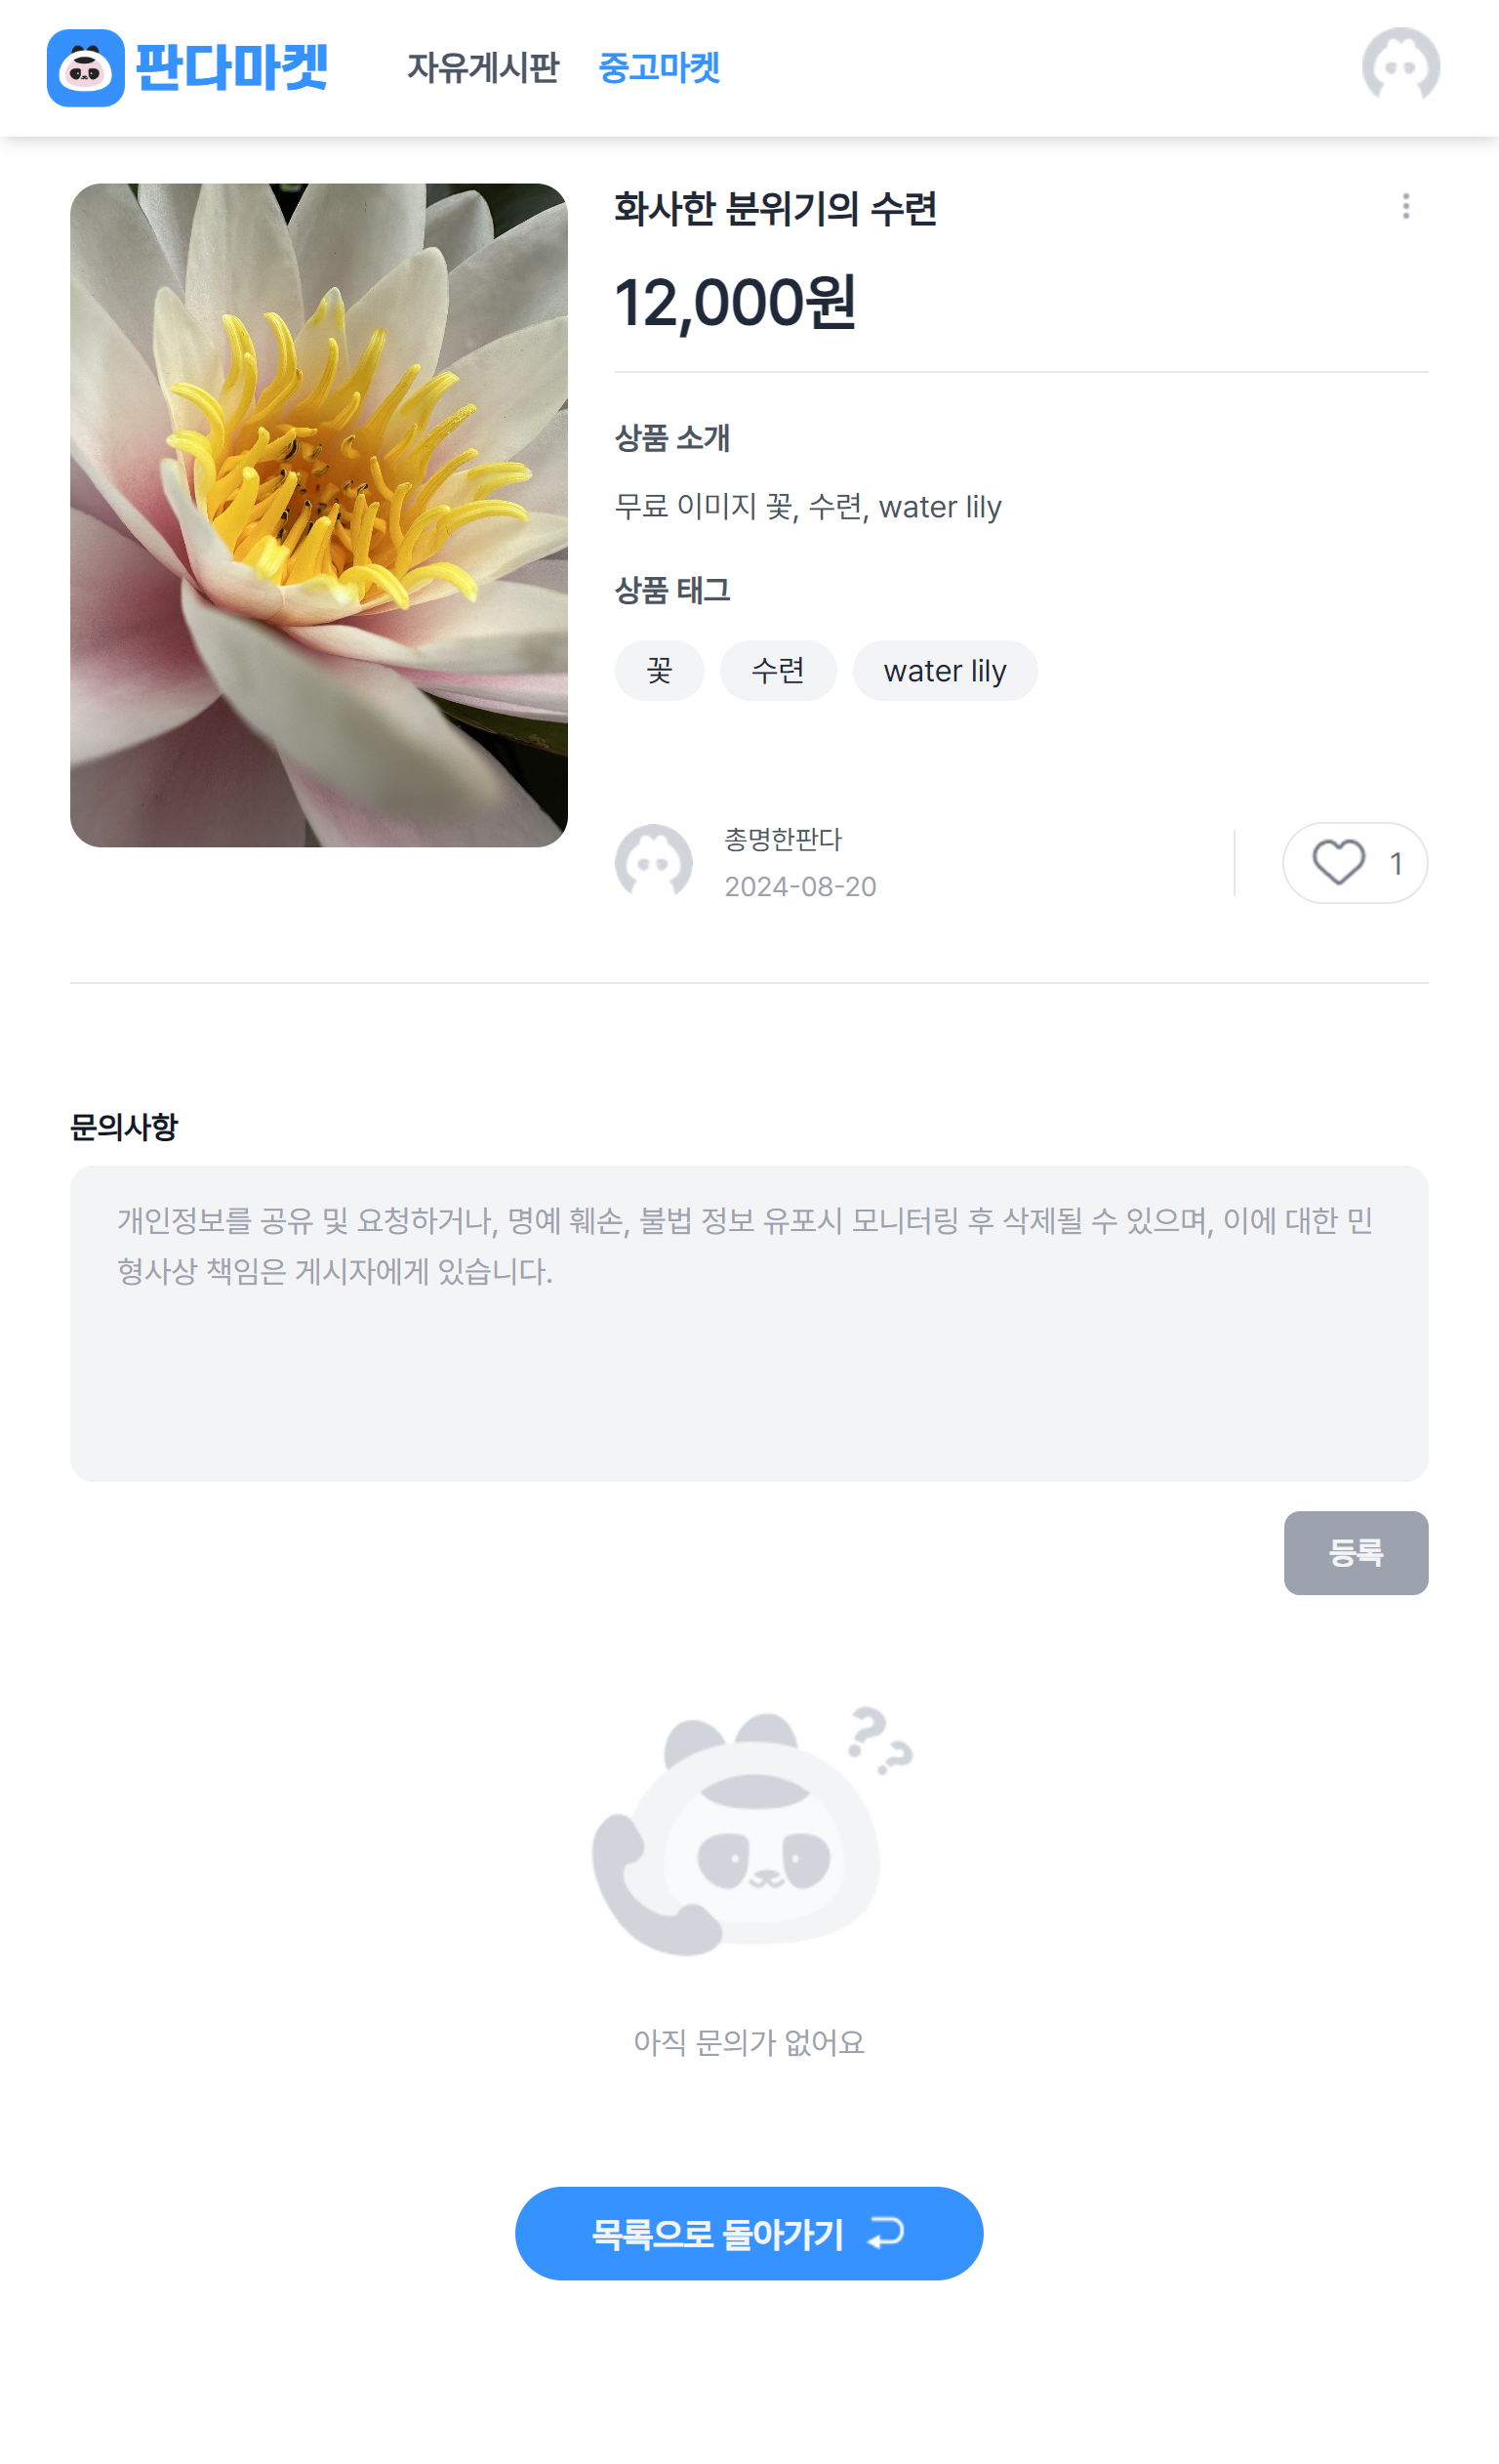 판다마켓
자유게시판 중고마켓
화사한 분위기의 수련
12,000원
상품 소개
무료 이미지 꽃, 수련, water lily
상품 태그
꽃 수련 water lily
총명한판다
2024-08-20
1
문의사항
개인정보를 공유 및 요청하거나, 명예 훼손, 불법 정보 유포시 모니터링 후 삭제될 수 있으며, 이에 대한 민
형사상 책임은 게시자에게 있습니다.
등록
??
아직 문의가 없어요
목록으로 돌아가기